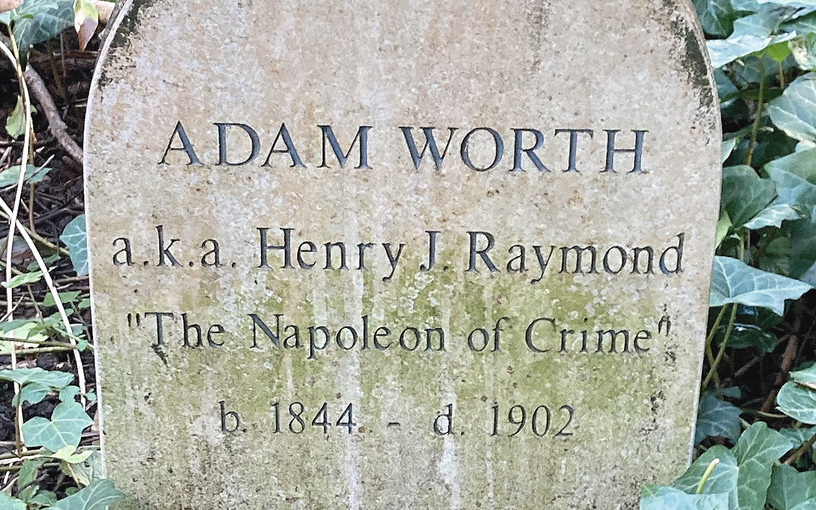 ADAM WORTH
a.k.a. Henry J. Raymond
"The Napoleon of Crime"
b. 1844 - d. 1902